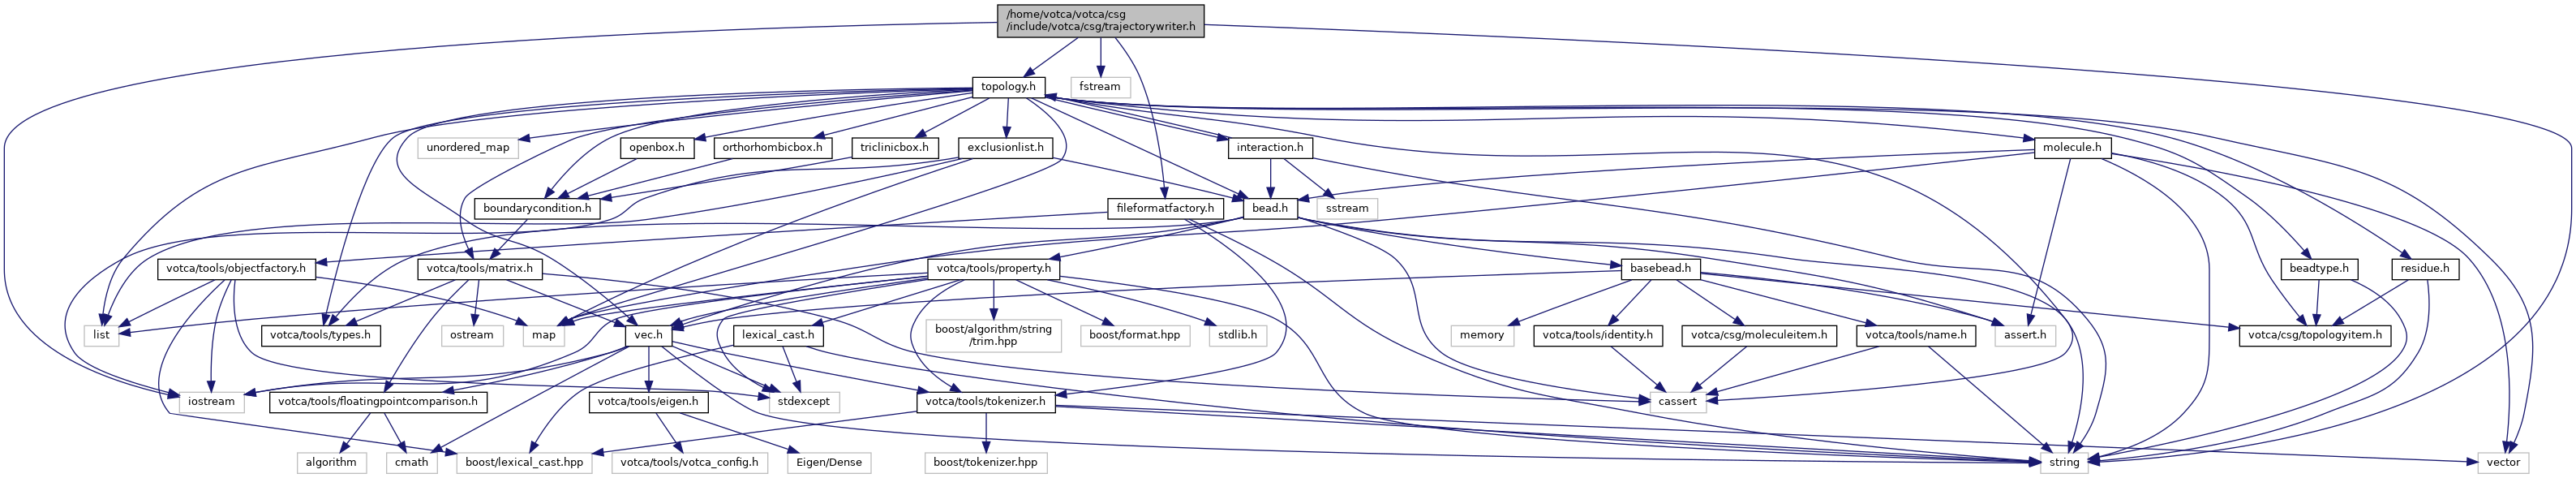 /home/votca/votca/csg
/include/votca/csg/trajectorywriter.h
topology.h
fstream
unordered_map
openbox.h
orthorhombicbox.h
triclinicbox.h
exclusionlist.h
interaction.h
molecule.h
boundarycondition.h
fileformatfactory.h
bead.h
sstream
votca/tools/objectfactory.h
votca/tools/matrix.h
votca/tools/property.h
basebead.h
beadtype.h
residue.h
list
votca/tools/types.h
ostream
map
vec.h
lexical_cast.h
boost/algorithm/string
/trim.hpp
boost/format.hpp
stdlib.h
memory
votca/tools/identity.h
votca/csg/moleculeitem.h
votca/tools/name.h
assert.h
votca/csg/topologyitem.h
iostream
votca/tools/floatingpointcomparison.h
votca/tools/eigen.h
stdexcept
votca/tools/tokenizer.h
cassert
algorithm
cmath
boost/lexical_cast.hpp
votca/tools/votca_config.h
Eigen/Dense
boost/tokenizer.hpp
string
vector